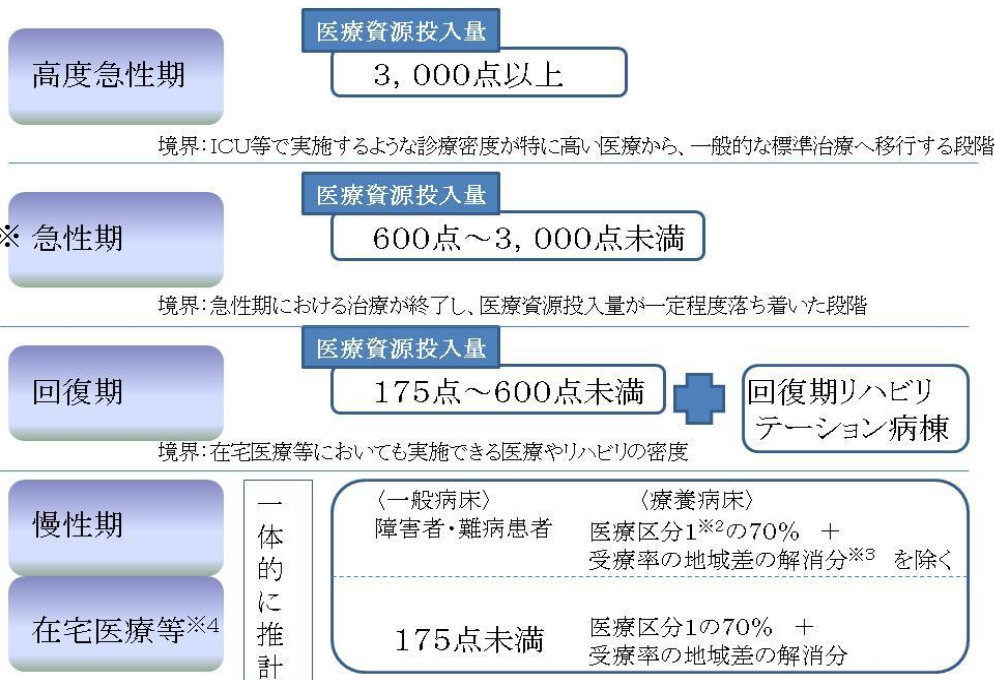 医療資源投入量
高度急性期
3,000点以上
境界:ICU等で実施するような診療密度が特に高い医療から、一般的な標準治療へ移行する段階
医療資源投入量
※ 急性期
600点～3,000点未満
境界:急性期における治療が終了し、医療資源投入量が一定程度落ち着いた段階
医療資源投入量
回復期
175点～600点未満
回復期リハビリ
テーション病棟
境界:在宅医療等においても実施できる医療やリハビリの密度
慢性期
一体的に推計
〈一般病床〉
障害者・難病患者
〈療養病床〉
医療区分1※2の70% +
受療率の地域差の解消分※3 を除く
在宅医療等※4
175点未満
医療区分1の70% +
受療率の地域差の解消分